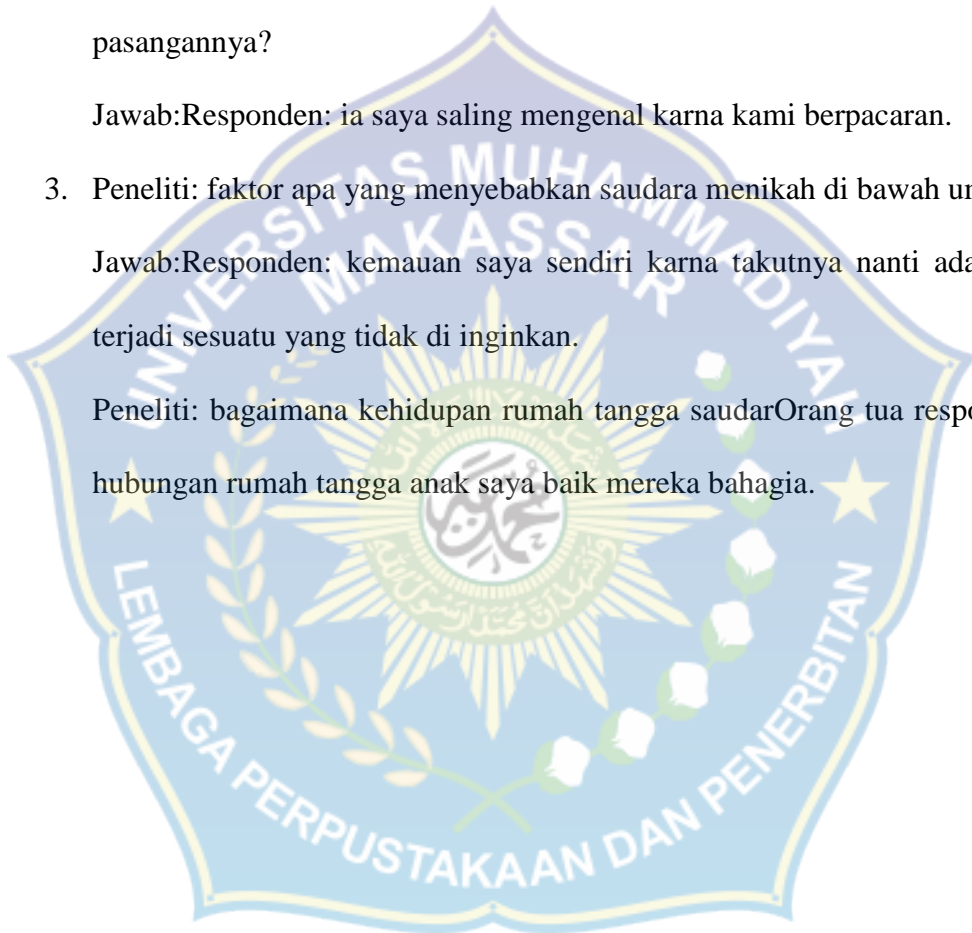 pasangannya?
Jawab:Responden: ia saya saling mengenal karna kami berpacaran.
3. Peneliti: faktor apa yang menyebabkan saudara menikah di bawah
Jawab:Responden: kemauan saya sendiri karna takutnya nanti ada
terjadi sesuatu yang tidak di inginkan.
Peneliti: bagaimana kehidupan rumah tangga saudarOrang tua
hubungan rumah tangga anak saya baik mereka bahagia.
UNIVERSITAS MUHAMMADIYAH
MAKASSAR
LEMBAGA PERPUSTAKAAN DAN PENERBITAN